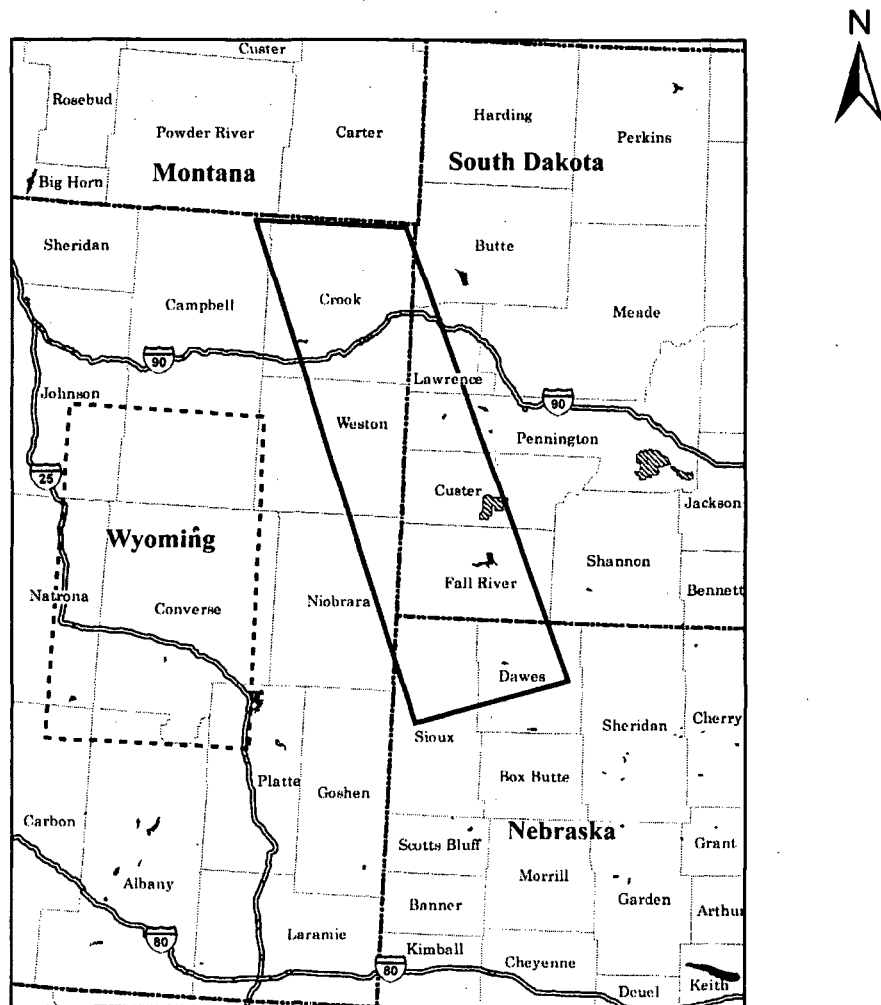 N
Custer
Rosebud
Harding
Powder River
Carter
Perkins
Montana
South Dakota
Big Horn
Sheridan
Butte
Campbell
Crook
Meade
90
Lawrence
Johnson
90
Weston
Pennington
25
Custer
Jackson
Wyoming
Shannon
Fall River
Bennett
Natrona
Converse
Niobrara
Dawes
Sheridan
Cherry
Sioux
Platte
Box Butte
Goshen
Carbon
Scotts Bluff
Nebraska
Grant
Albany
Morrill
Garden
Banner
Arthur
Laramie
80
Kimball
80
Cheyenne
Deuel
Keith